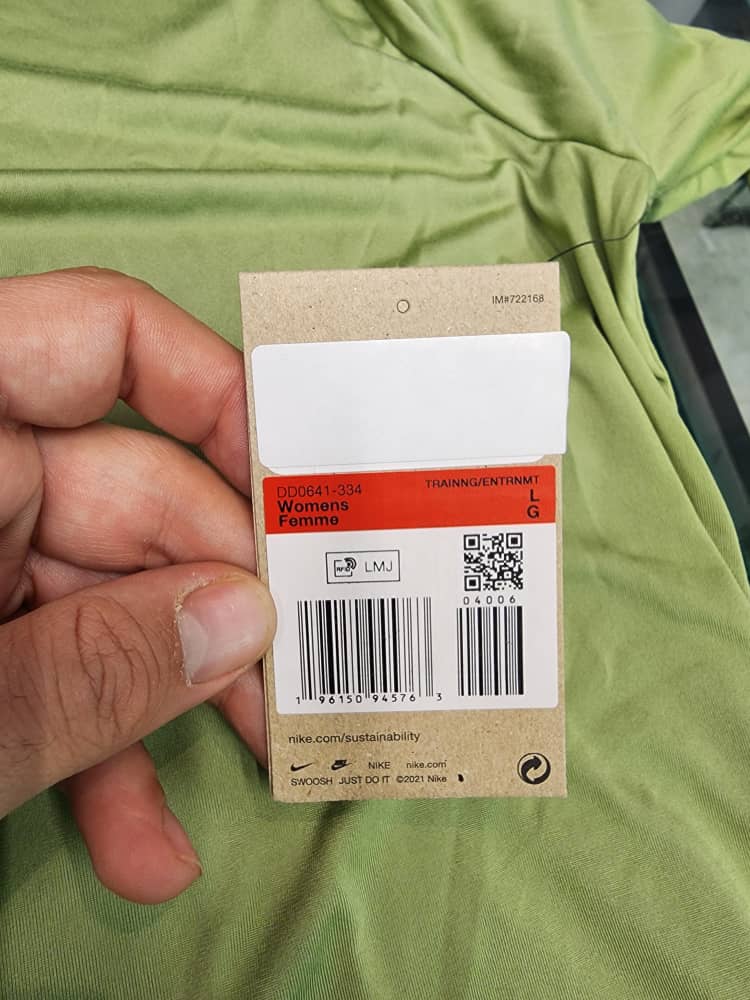 IM#722168
DD0641-334 TRAINNG/ENTRNMT
Womens L
Femme G
RFID LMJ
04006
1 96150 94576 3
nike.com/sustainability
NIKE nike.com
SWOOSH JUST DO IT ©2021 Nike